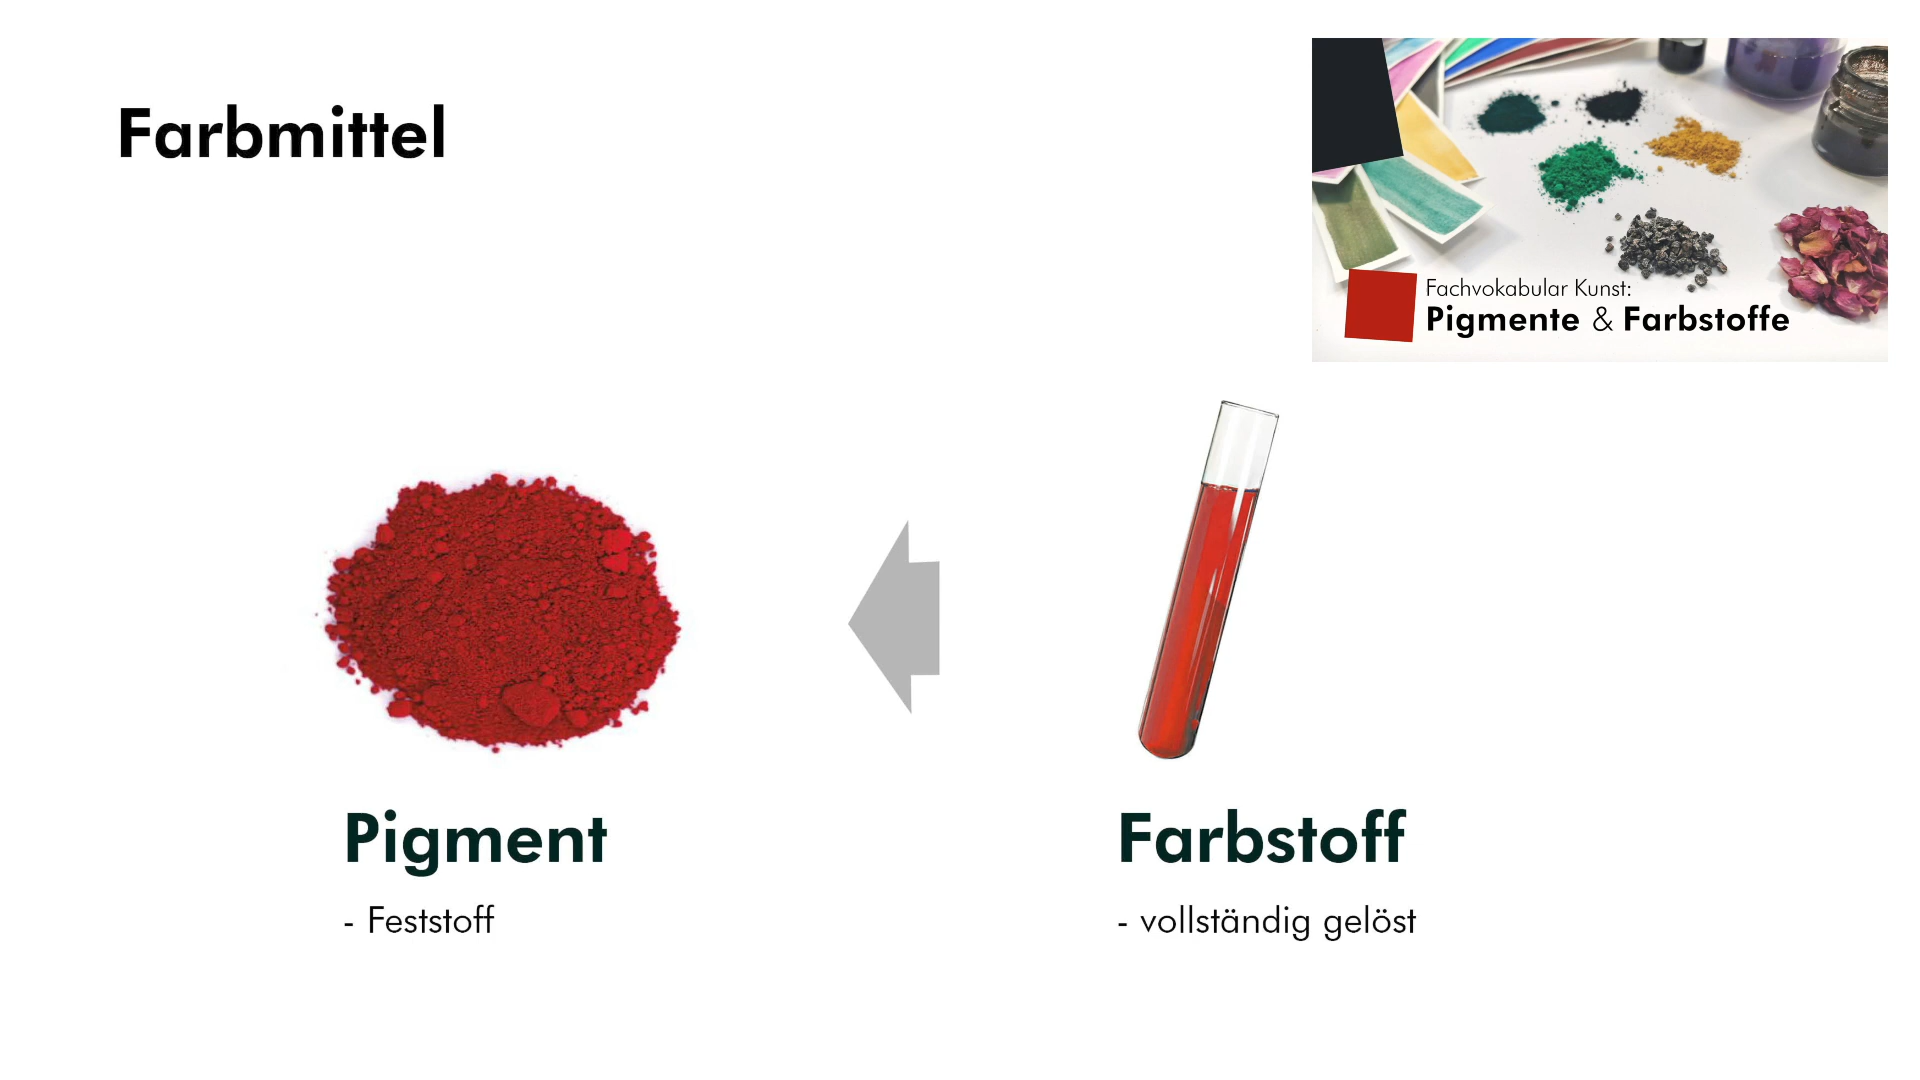 Farbmittel
Fachvokabular Kunst:
Pigmente & Farbstoffe
Pigment
- Feststoff
Farbstoff
- vollständig gelöst